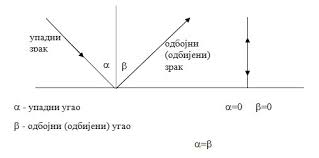 упадни
зрак
α
β
одбојни
(одбијени)
зрак
α - упадни угао
α=0 β=0
β - одбојни (одбијени) угао
α=β